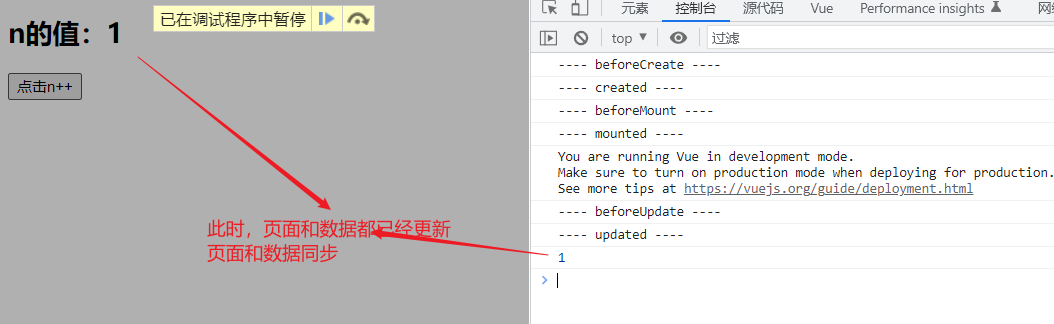 已在调试程序中暂停
n的值：1
点击n++
此时，页面和数据都已经更新
页面和数据同步
元素 控制台 源代码 Vue Performance insights 网络
top ▼ 过滤
---- beforeCreate ----
---- created ----
---- beforeMount ----
---- mounted ----
You are running Vue in development mode.
Make sure to turn on production mode when deploying for production.
See more tips at https://vuejs.org/guide/deployment.html
---- beforeUpdate ----
---- updated ----
1